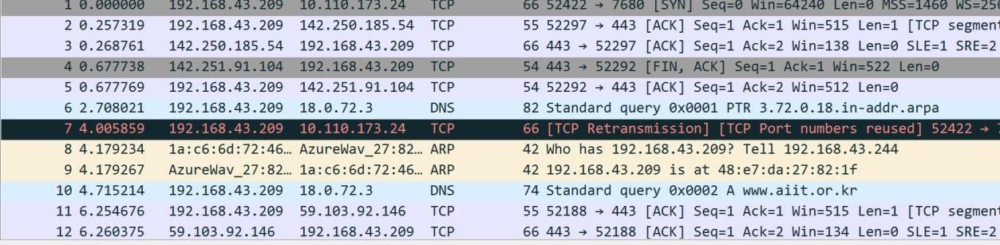 1 0.000000 192.168.43.209 10.110.173.24 TCP 66 52422 → 7680 [SYN] Seq=0 Win=64240 Len=0 MSS=1460 WS=256
2 0.257319 192.168.43.209 142.250.185.54 TCP 55 52297 → 443 [ACK] Seq=1 Ack=1 Win=515 Len=1 [TCP segment
3 0.268761 142.250.185.54 192.168.43.209 TCP 66 443 → 52297 [ACK] Seq=1 Ack=2 Win=138 Len=0 SLE=1 SRE=2
4 0.677738 142.251.91.104 192.168.43.209 TCP 54 443 → 52292 [FIN, ACK] Seq=1 Ack=1 Win=522 Len=0
5 0.677769 192.168.43.209 142.251.91.104 TCP 54 52292 → 443 [ACK] Seq=1 Ack=2 Win=512 Len=0
6 2.708021 192.168.43.209 18.0.72.3 DNS 82 Standard query 0x0001 PTR 3.72.0.18.in-addr.arpa
7 4.005859 192.168.43.209 10.110.173.24 TCP 66 [TCP Retransmission] [TCP Port numbers reused] 52422 →
8 4.179234 1a:c6:6d:72:46… AzureWav_27:82… ARP 42 Who has 192.168.43.209? Tell 192.168.43.244
9 4.179267 AzureWav_27:82… 1a:c6:6d:72:46… ARP 42 192.168.43.209 is at 48:e7:da:27:82:1f
10 4.715214 192.168.43.209 18.0.72.3 DNS 74 Standard query 0x0002 A www.aiit.or.kr
11 6.254676 192.168.43.209 59.103.92.146 TCP 55 52188 → 443 [ACK] Seq=1 Ack=1 Win=515 Len=1 [TCP segment
12 6.260375 59.103.92.146 192.168.43.209 TCP 66 443 → 52188 [ACK] Seq=1 Ack=2 Win=134 Len=0 SLE=1 SRE=2